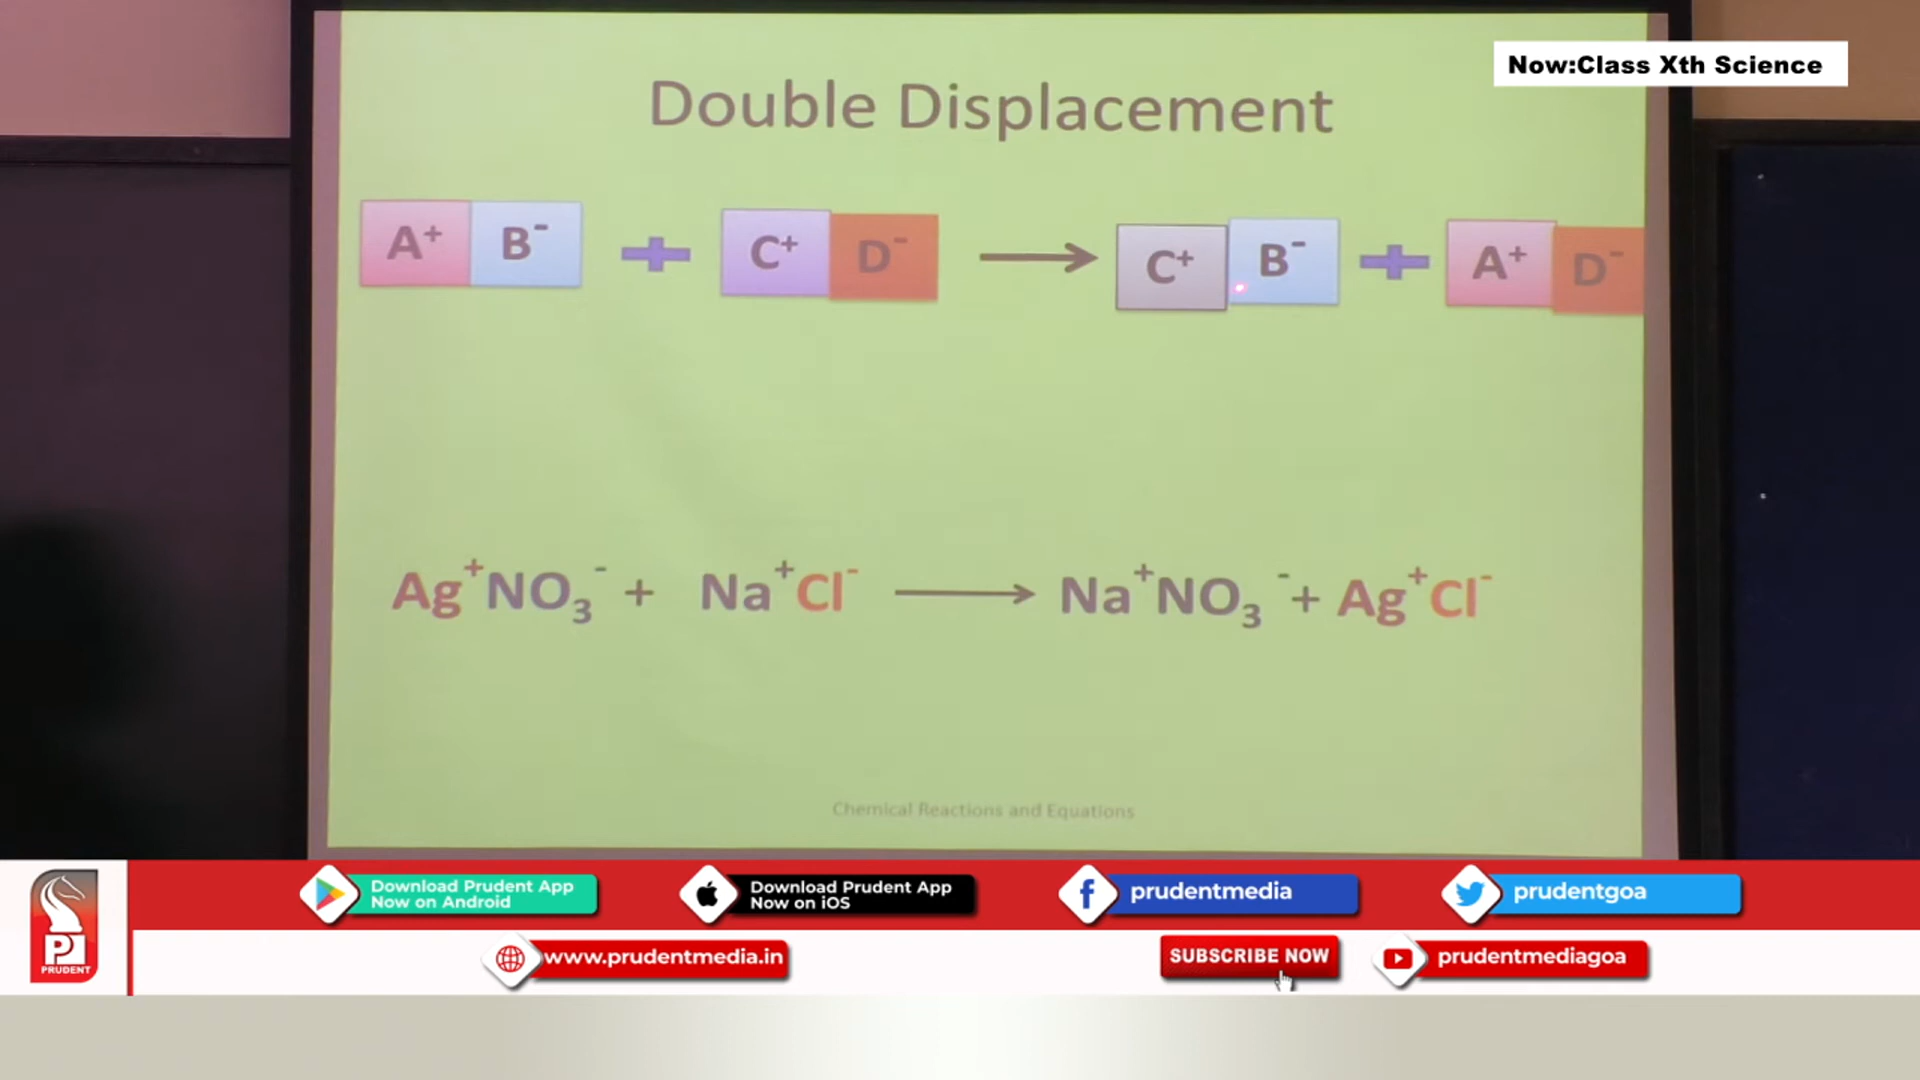 Now:Class Xth Science
Double Displacement
A⁺ B⁻ + C⁺ D⁻ → C⁺ B⁻ + A⁺ D⁻
Ag⁺NO₃⁻ + Na⁺Cl⁻ → Na⁺NO₃⁻ + Ag⁺Cl⁻
Chemical Reactions and Equations
Download Prudent App
Now on Android
Download Prudent App
Now on iOS
prudentmedia
prudentgoa
PRUDENT
www.prudentmedia.in
SUBSCRIBE NOW
prudentmediagoa